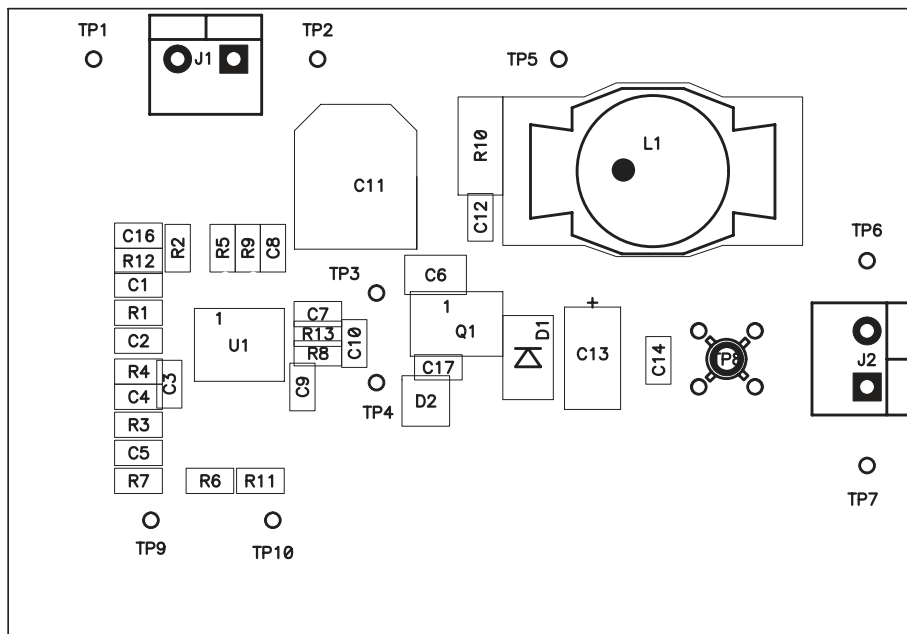 TP1
TP2
J1
TP5
R10
L1
C11
C12
C16
R2
R5
R9
C8
R12
TP6
C1
TP3
C6
R1
1
U1
C7
R13
C10
1
Q1
D1
+
C13
C14
TP8
J2
C2
R8
R4
C3
C9
C17
TP4
D2
C4
R3
C5
R7
R6
R11
TP7
TP9
TP10